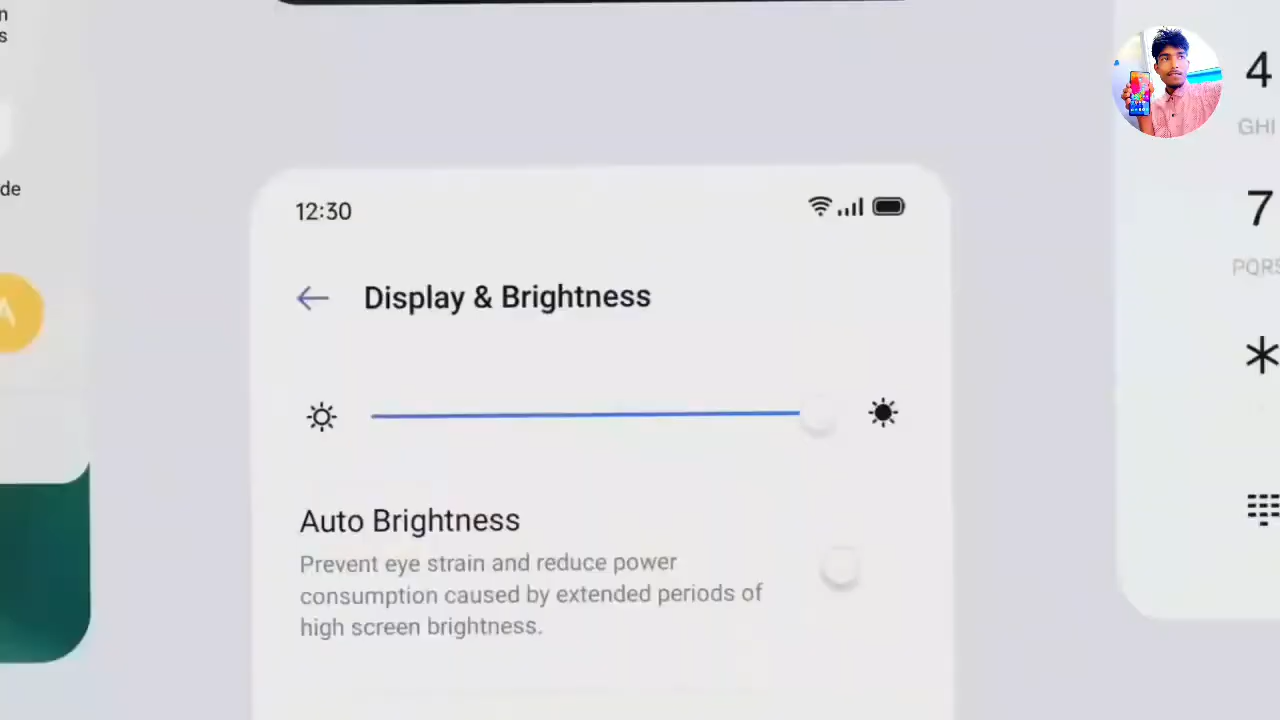 n
s
de
12:30
Display & Brightness
Auto Brightness
Prevent eye strain and reduce power
consumption caused by extended periods of
high screen brightness.
4
GHI
7
PQRS
*